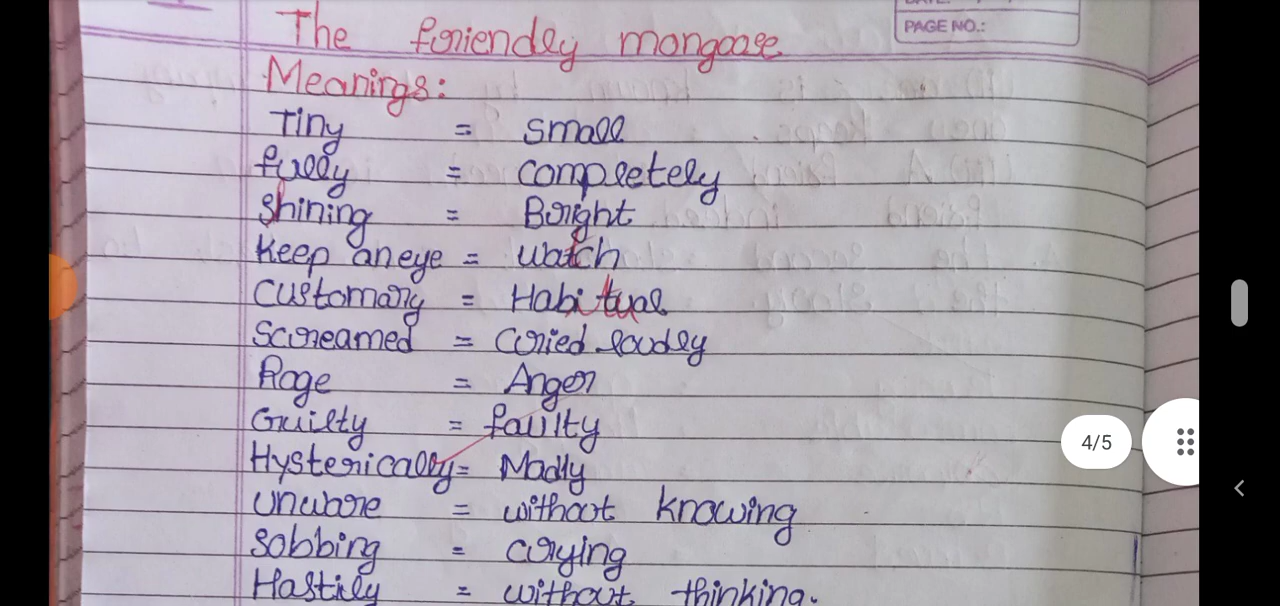 PAGE NO.:
The friendly mongoose
Meanings:
Tiny = small
fully = completely
Shining = Bright
Keep an eye = watch
Customary = Habitual
Screamed = Cried loudly
Rage = Anger
Guilty = faulty
Hysterically = Madly
Unware = without knowing
Sobbing = crying
Hastily = without thinking.
4/5